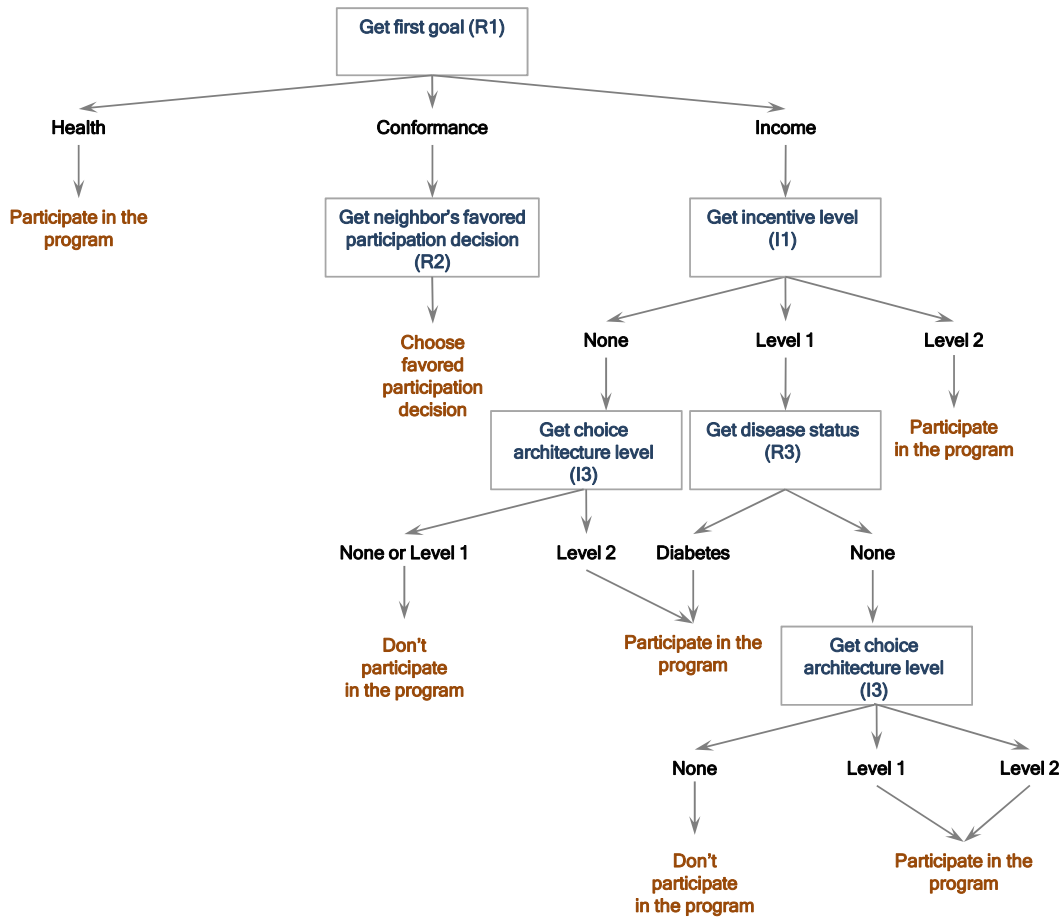 Get first goal (R1)
Health
Conformance
Income
Participate in the
program
Get neighbor's favored
participation decision
(R2)
Get incentive level
(I1)
Choose
favored
participation
decision
None
Level 1
Level 2
Get choice
architecture level
(I3)
Get disease status
(R3)
Participate
in the program
None or Level 1
Level 2
Diabetes
None
Don't
participate
in the program
Participate in the
program
Get choice
architecture level
(I3)
None
Level 1
Level 2
Don't
participate
in the program
Participate in the
program